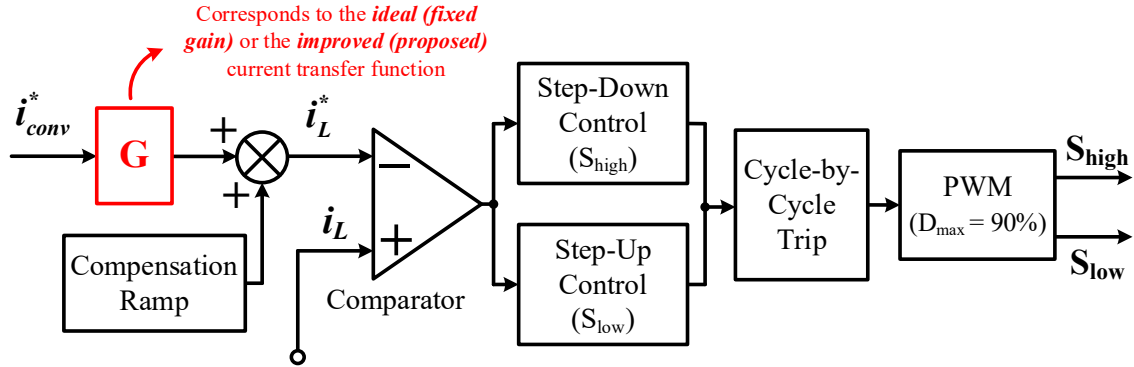 Corresponds to the ideal (fixed
gain) or the improved (proposed)
current transfer function
i*conv
G
+
+
i*L
Compensation
Ramp
−
+
iL
Comparator
Step-Down
Control
(Shigh)
Step-Up
Control
(Slow)
Cycle-by-
Cycle
Trip
PWM
(Dmax = 90%)
Shigh
Slow